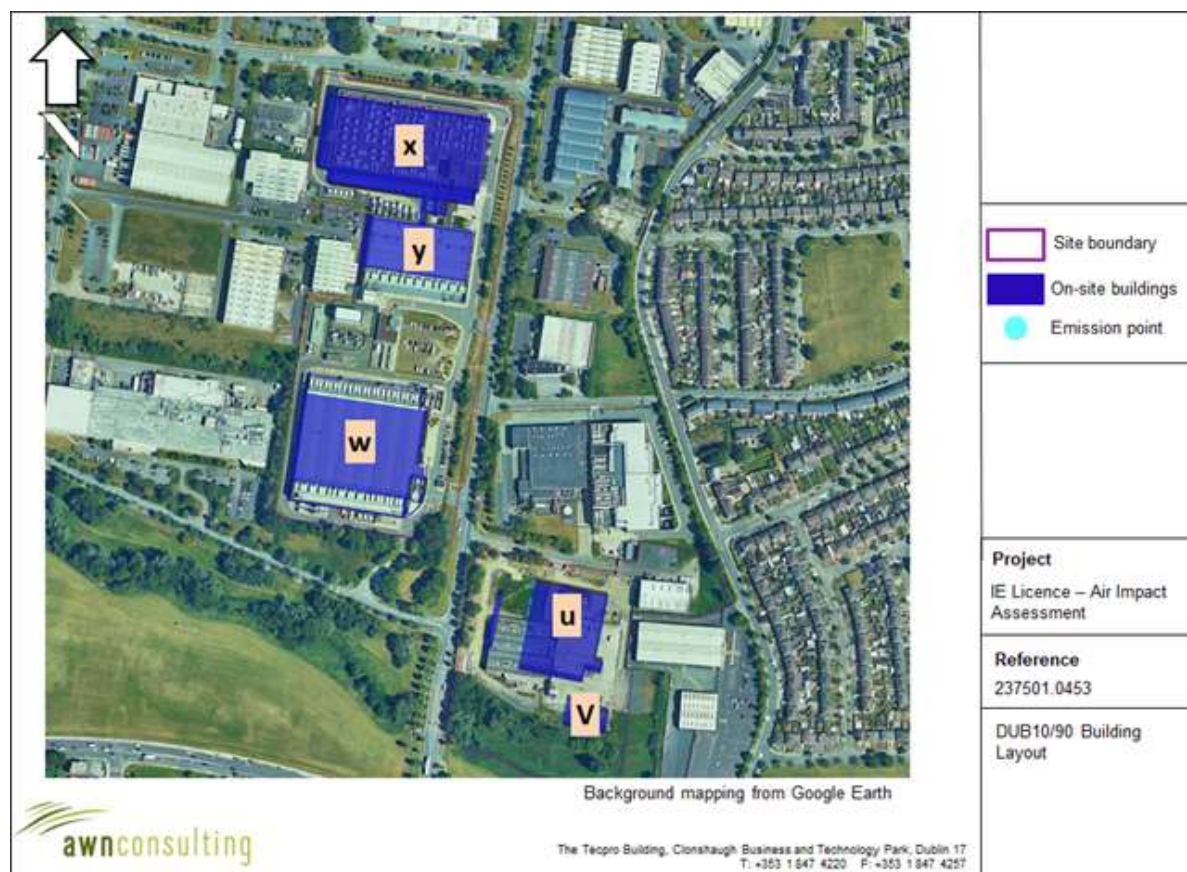 x
y
w
u
V
Background mapping from Google Earth
Site boundary
On-site buildings
Emission point
Project
IE Licence – Air Impact
Assessment
Reference
237501.0453
DUB10/90 Building
Layout
awnconsulting
The Tecpro Building, Clonshaugh Business and Technology Park, Dublin 17
T: +353 1 847 4220 F: +353 1 847 4257